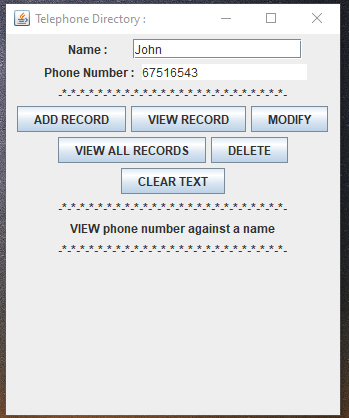 Telephone Directory :
Name : John
Phone Number : 67516543
-*-*-*-*-*-*-*-*-*-*-*-*-*-*-*-*-*-*-*-*-*-*-*-*-*-
ADD RECORD VIEW RECORD MODIFY
VIEW ALL RECORDS DELETE
CLEAR TEXT
-*-*-*-*-*-*-*-*-*-*-*-*-*-*-*-*-*-*-*-*-*-*-*-*-*-
VIEW phone number against a name
-*-*-*-*-*-*-*-*-*-*-*-*-*-*-*-*-*-*-*-*-*-*-*-*-*-